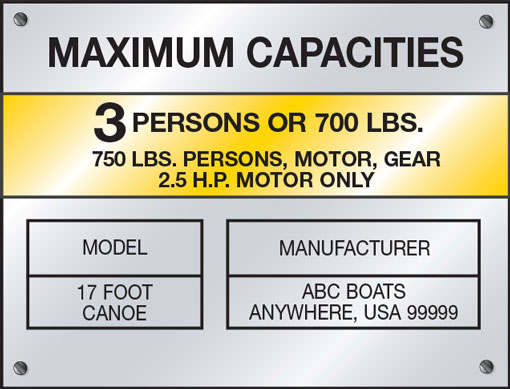 MAXIMUM CAPACITIES
3 PERSONS OR 700 LBS.
750 LBS. PERSONS, MOTOR, GEAR
2.5 H.P. MOTOR ONLY
MODEL
17 FOOT
CANOE
MANUFACTURER
ABC BOATS
ANYWHERE, USA 99999